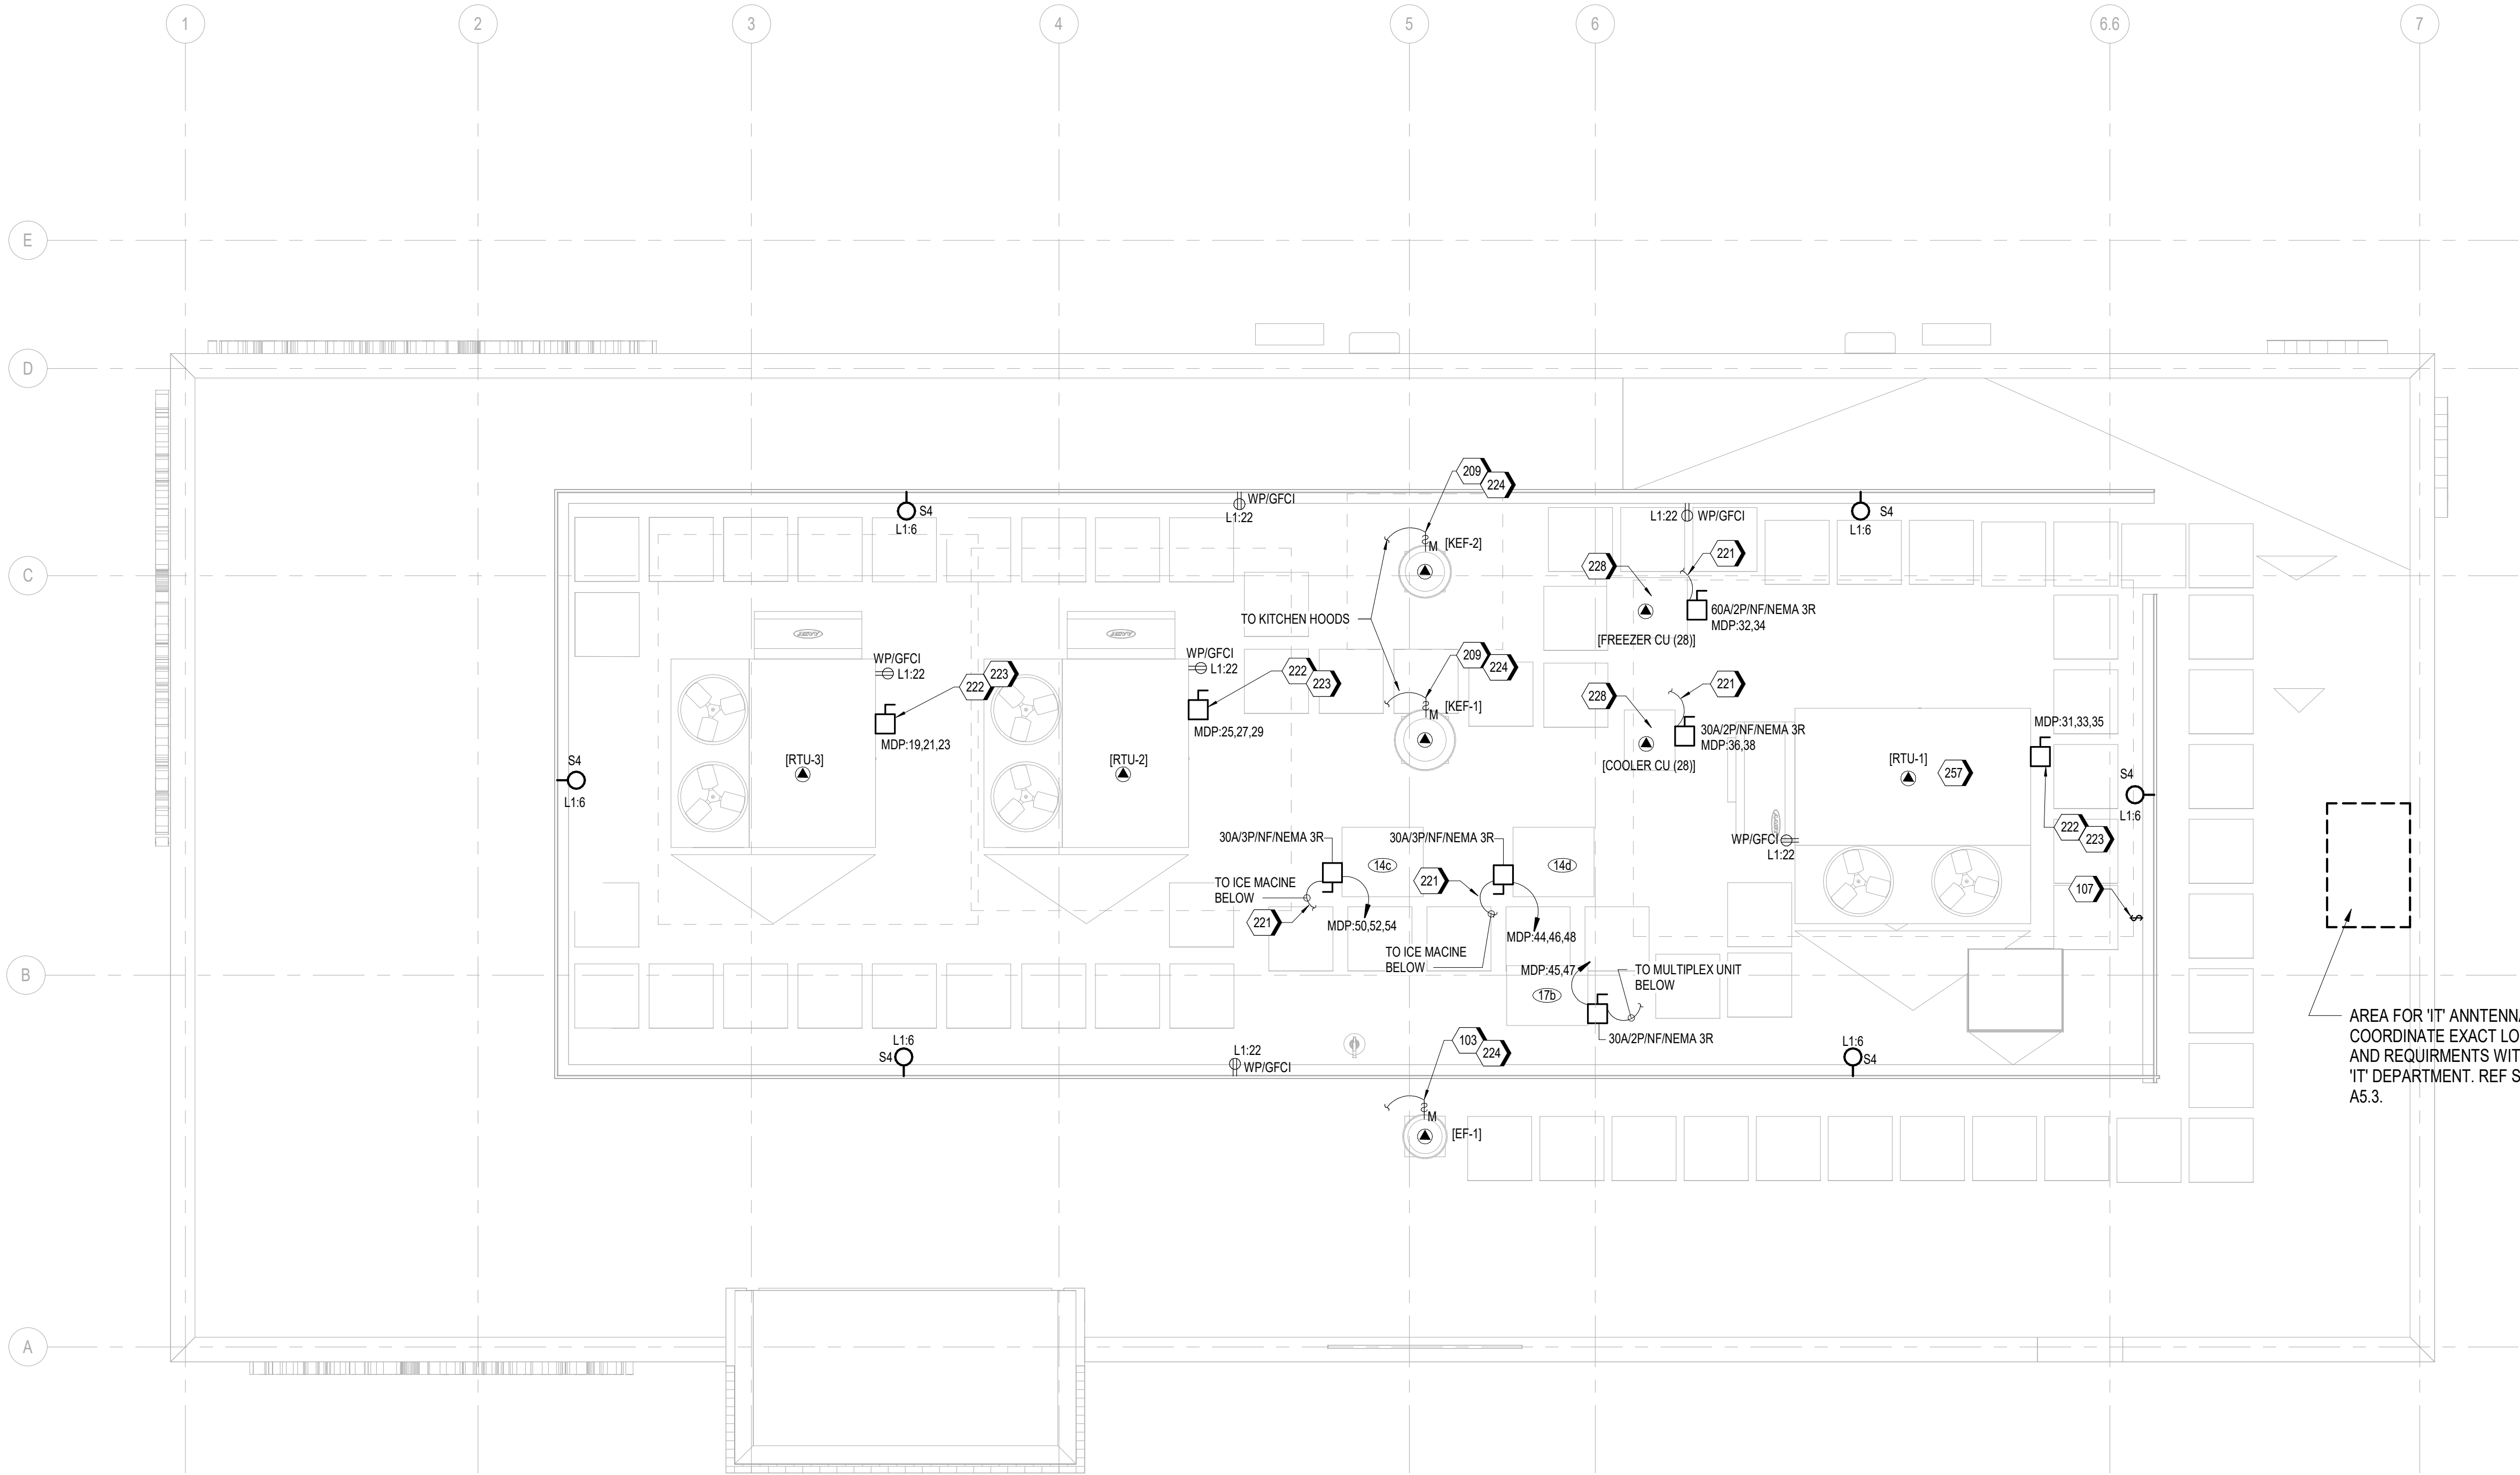 1
2
3
4
5
6
6.6
7
E
D
C
B
A
209
224
WP/GFCI
L1:22
S4
L1:6
M
[KEF-2]
L1:22
WP/GFCI
S4
L1:6
228
221
TO KITCHEN HOODS
60A/2P/NF/NEMA 3R
MDP:32,34
[FREEZER CU (28)]
WP/GFCI
L1:22
222
223
MDP:19,21,23
[RTU-3]
WP/GFCI
L1:22
222
223
MDP:25,27,29
[RTU-2]
209
224
M
[KEF-1]
228
221
30A/2P/NF/NEMA 3R
MDP:36,38
[COOLER CU (28)]
MDP:31,33,35
[RTU-1]
257
S4
L1:6
S4
L1:6
222
223
WP/GFCI
L1:22
107
30A/3P/NF/NEMA 3R
14c
TO ICE MACINE
BELOW
221
MDP:50,52,54
30A/3P/NF/NEMA 3R
14d
221
MDP:44,46,48
TO ICE MACINE
BELOW
MDP:45,47
TO MULTIPLEX UNIT
BELOW
17b
30A/2P/NF/NEMA 3R
L1:6
S4
L1:22
WP/GFCI
103
224
L1:6
S4
M
[EF-1]
AREA FOR 'IT' ANNTENNA
COORDINATE EXACT LO
AND REQUIRMENTS WIT
'IT' DEPARTMENT. REF S
A5.3.